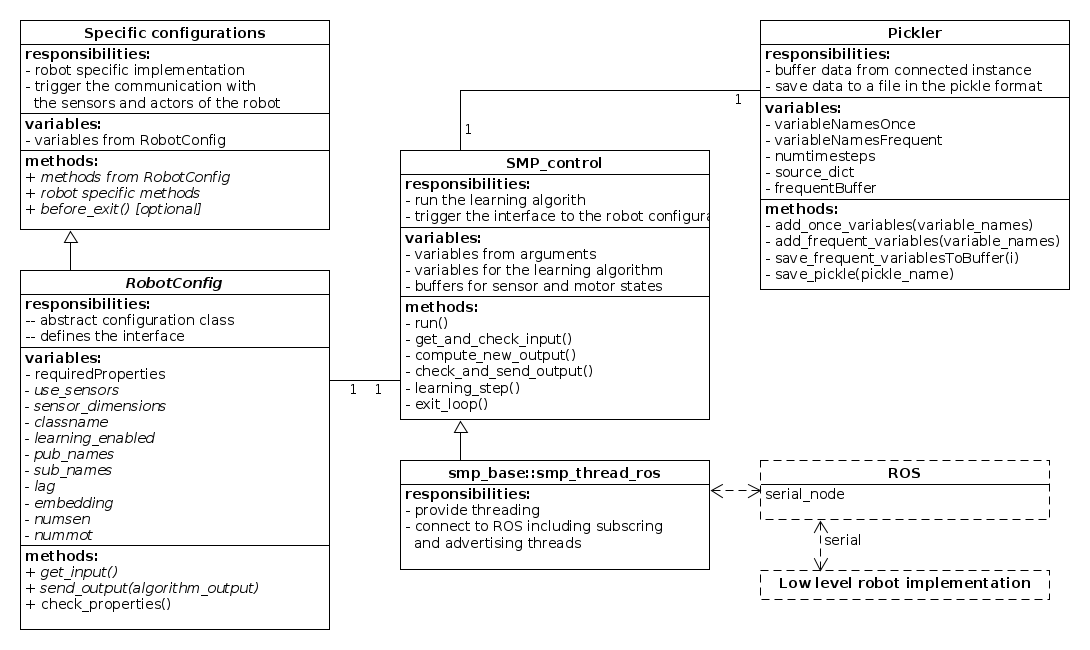 Specific configurations
responsibilities:
- robot specific implementation
- trigger the communication with
the sensors and actors of the robot
variables:
- variables from RobotConfig
methods:
+ methods from RobotConfig
+ robot specific methods
+ before_exit() [optional]
RobotConfig
responsibilities:
-- abstract configuration class
-- defines the interface
variables:
- requiredProperties
- use_sensors
- sensor_dimensions
- classname
- learning_enabled
- pub_names
- sub_names
- lag
- embedding
- numsen
- nummot
methods:
+ get_input()
+ send_output(algorithm_output)
+ check_properties()
1 1
1
1
SMP_control
responsibilities:
- run the learning algorith
- trigger the interface to the robot configura
variables:
- variables from arguments
- variables for the learning algorithm
- buffers for sensor and motor states
methods:
- run()
- get_and_check_input()
- compute_new_output()
- check_and_send_output()
- learning_step()
- exit_loop()
smp_base::smp_thread_ros
responsibilities:
- provide threading
- connect to ROS including subscring
and advertising threads
Pickler
responsibilities:
- buffer data from connected instance
- save data to a file in the pickle format
variables:
- variableNamesOnce
- variableNamesFrequent
- numtimesteps
- source_dict
- frequentBuffer
methods:
- add_once_variables(variable_names)
- add_frequent_variables(variable_names)
- save_frequent_variablesToBuffer(i)
- save_pickle(pickle_name)
ROS
serial_node
serial
Low level robot implementation